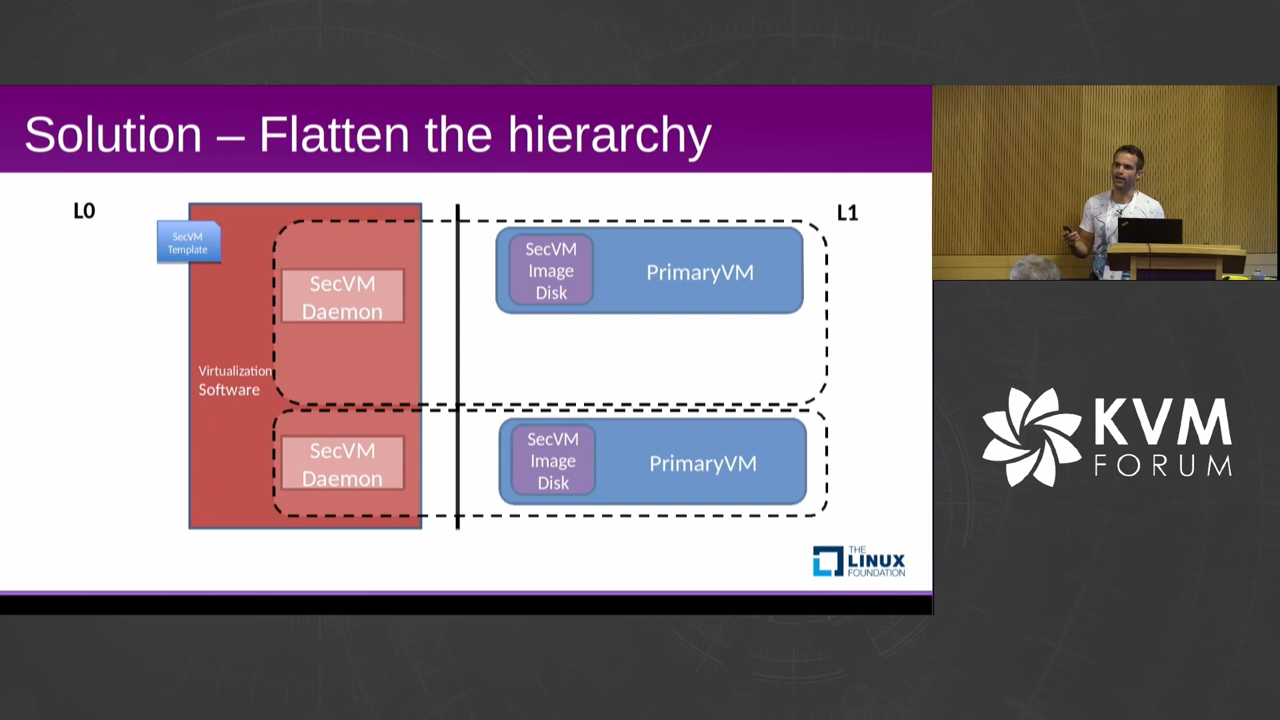 Solution – Flatten the hierarchy
L0
L1
SecVM
Template
SecVM
Daemon
SecVM
Image
Disk
PrimaryVM
Virtualization
Software
SecVM
Daemon
SecVM
Image
Disk
PrimaryVM
THE
LINUX
FOUNDATION
KVM
FORUM